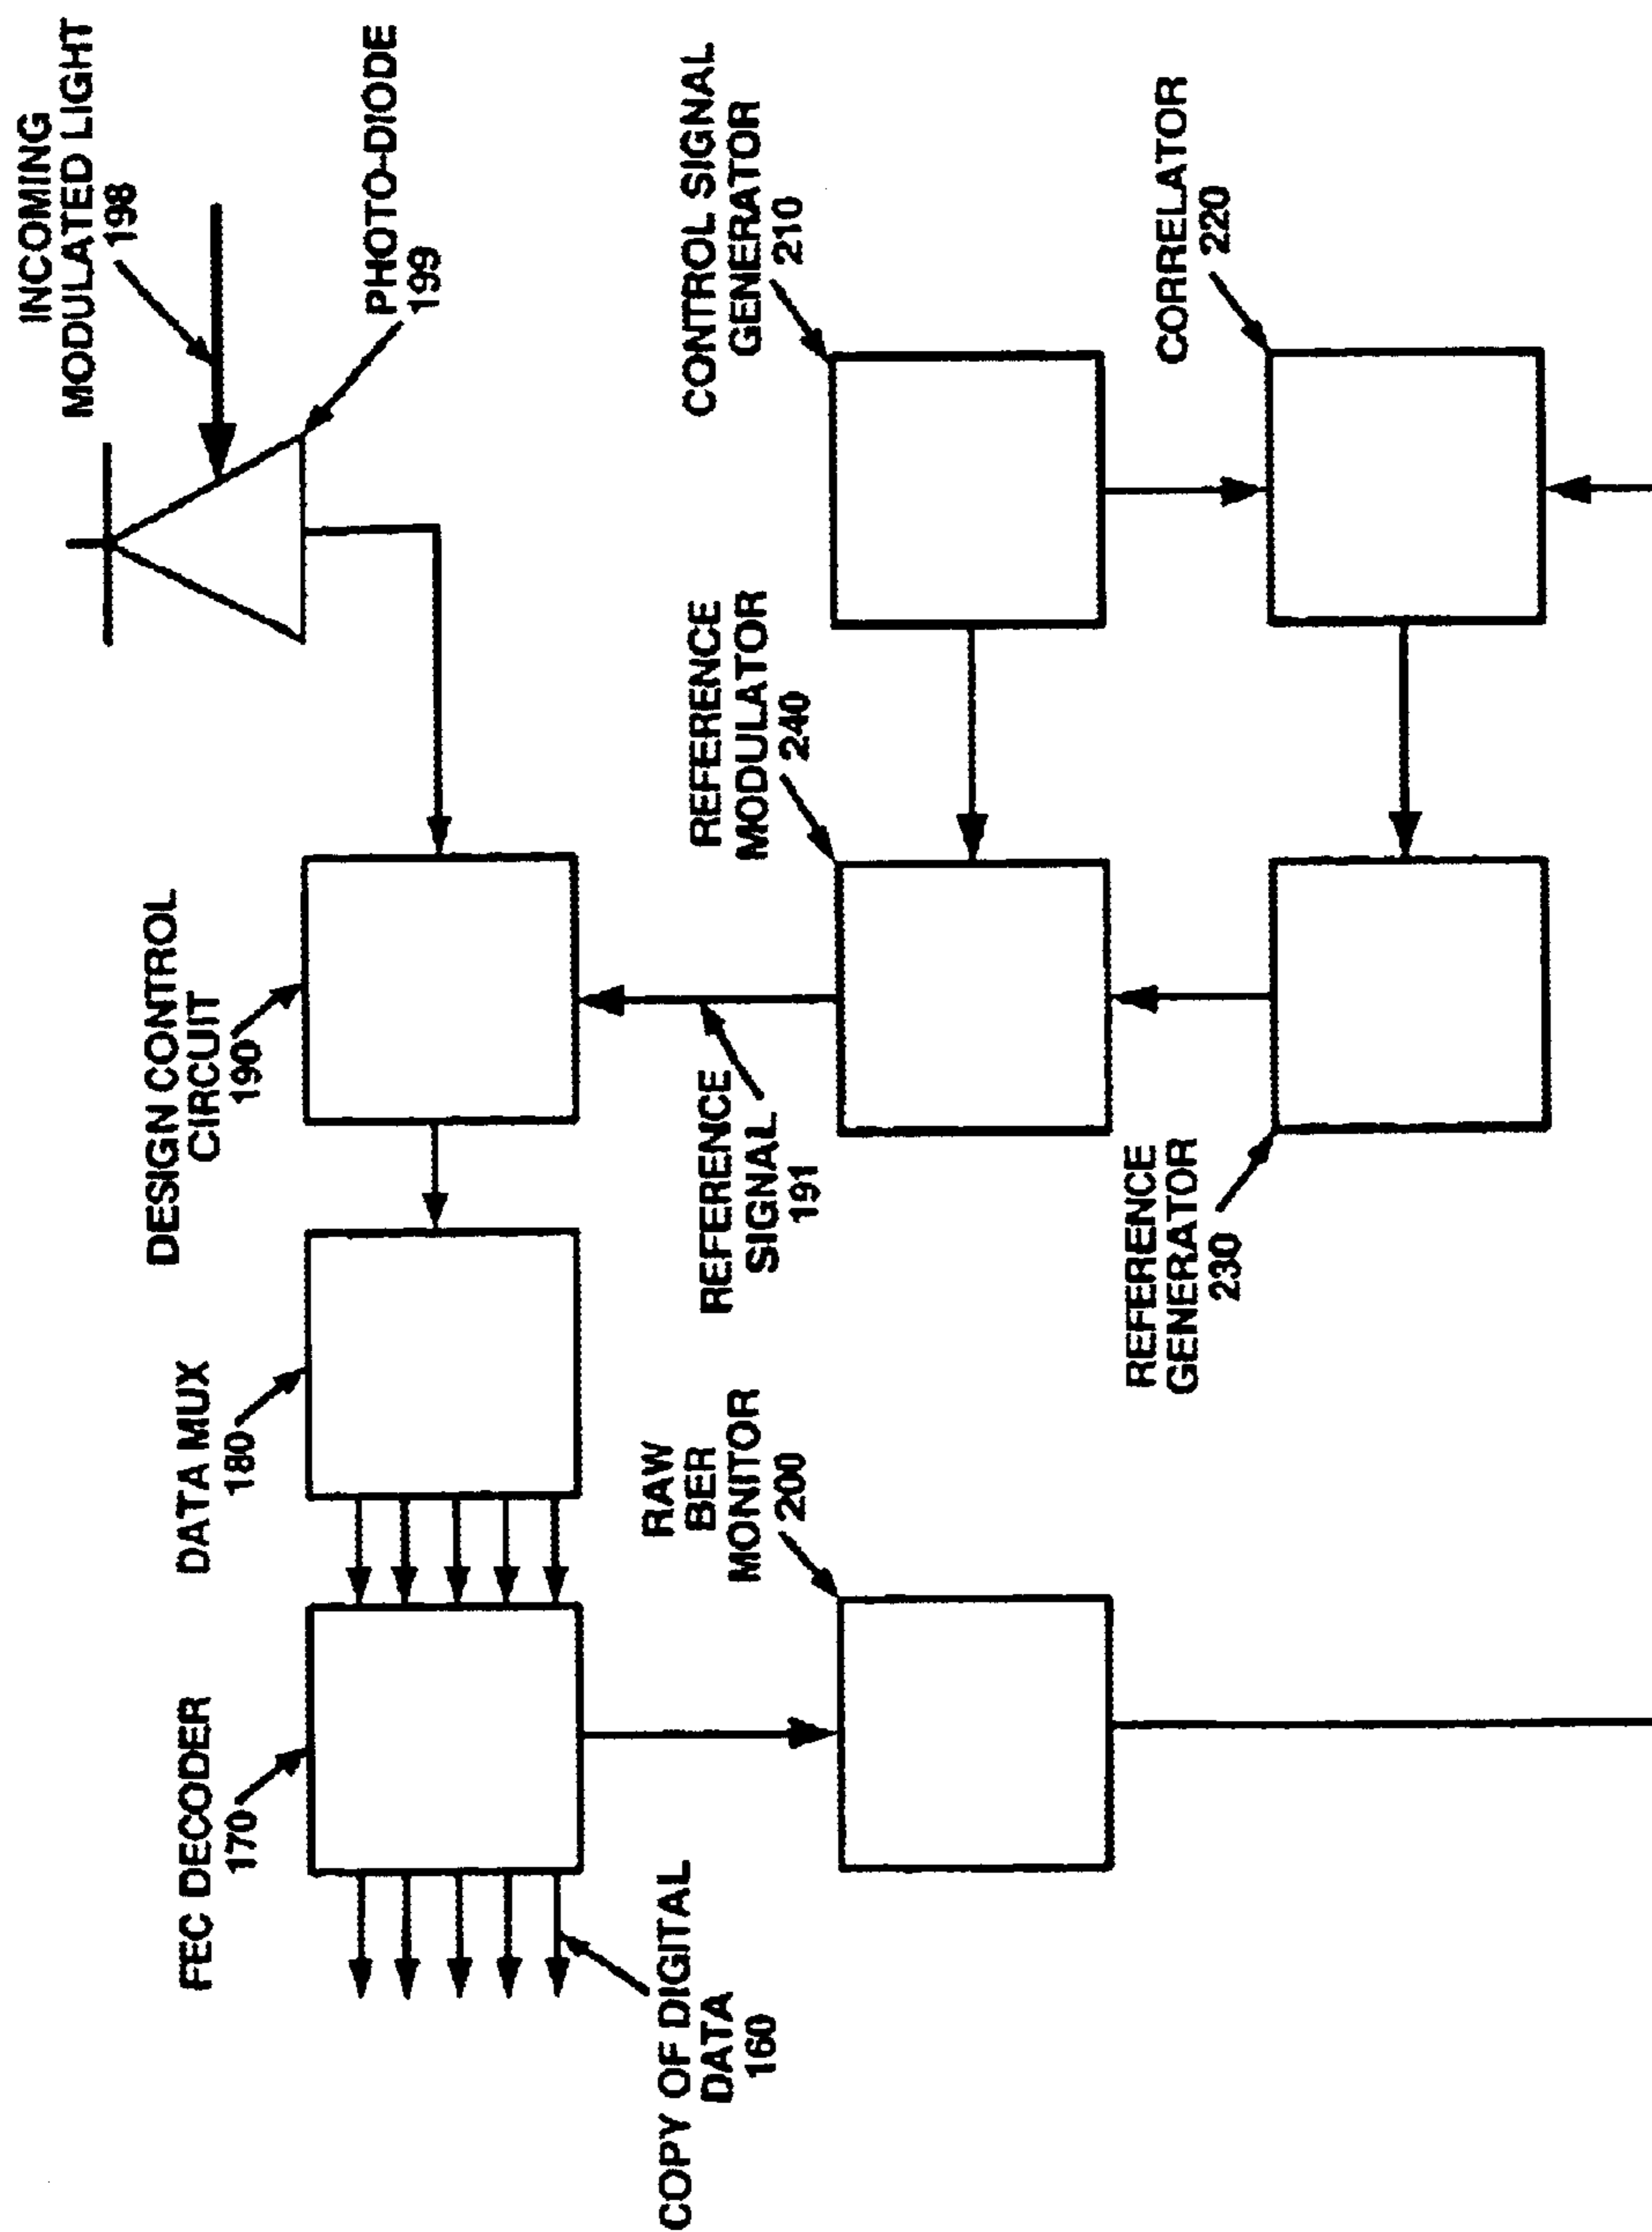 FEC DECODER
170
DATA MUX
180
DESIGN CONTROL
CIRCUIT
190
INCOMING
MODULATED LIGHT
198
PHOTO-DIODE
199
COPY OF DIGITAL
DATA
160
RAW
BER
MONITOR
200
REFERENCE
SIGNAL
191
REFERENCE
MODULATOR
240
CONTROL SIGNAL
GENERATOR
210
REFERENCE
GENERATOR
230
CORRELATOR
220